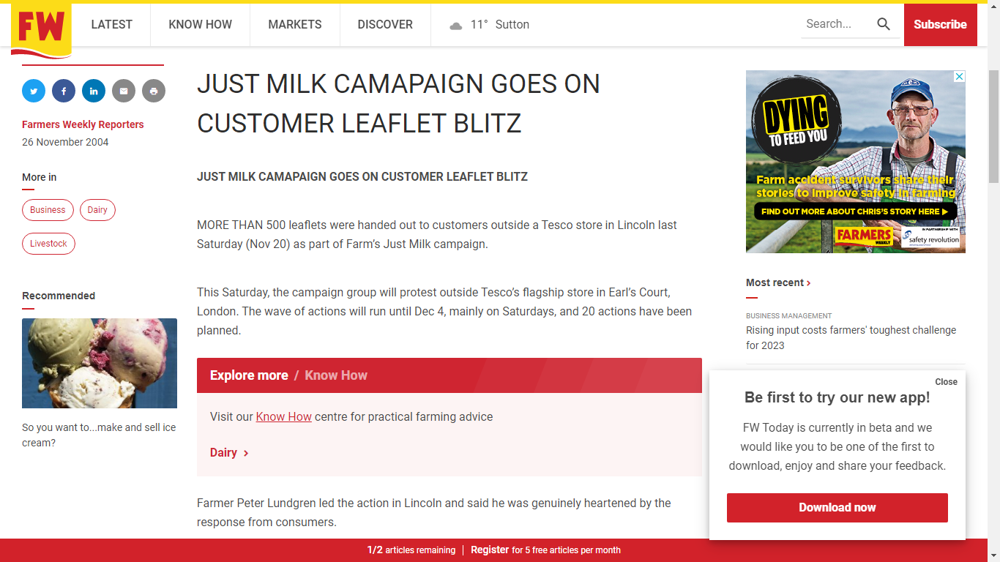 FW
LATEST
KNOW HOW
MARKETS
DISCOVER
11° Sutton
Search...
Subscribe
Farmers Weekly Reporters
26 November 2004
More in
Business
Dairy
Livestock
Recommended
So you want to...make and sell ice
cream?
JUST MILK CAMAPAIGN GOES ON
CUSTOMER LEAFLET BLITZ
JUST MILK CAMAPAIGN GOES ON CUSTOMER LEAFLET BLITZ
MORE THAN 500 leaflets were handed out to customers outside a Tesco store in Lincoln last
Saturday (Nov 20) as part of Farm's Just Milk campaign.
This Saturday, the campaign group will protest outside Tesco's flagship store in Earl's Court,
London. The wave of actions will run until Dec 4, mainly on Saturdays, and 20 actions have been
planned.
Explore more / Know How
Visit our Know How centre for practical farming advice
Dairy
Farmer Peter Lundgren led the action in Lincoln and said he was genuinely heartened by the
response from consumers.
DYING
TO FEED YOU
Farm accident survivors share their
stories to improve safety in farming
FIND OUT MORE ABOUT CHRIS'S STORY HERE
FARMERS
WEEKLY
IN PARTNERSHIP WITH
safety revolution
Most recent
BUSINESS MANAGEMENT
Rising input costs farmers' toughest challenge
for 2023
Close
Be first to try our new app!
FW Today is currently in beta and we
would like you to be one of the first to
download, enjoy and share your feedback.
Download now
1/2 articles remaining | Register for 5 free articles per month